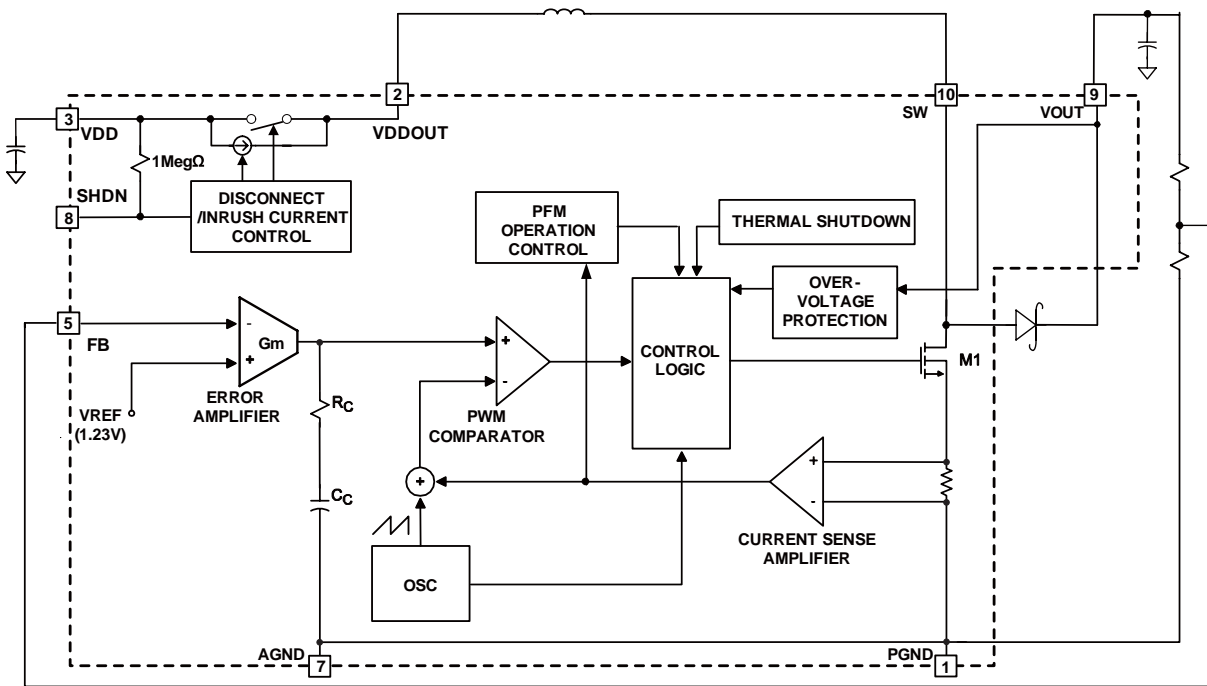 2
10
9
SW
VOUT
3
VDD
VDDOUT
1MegΩ
SHDN
8
DISCONNECT
/INRUSH CURRENT
CONTROL
PFM
OPERATION
CONTROL
THERMAL SHUTDOWN
OVER-
VOLTAGE
PROTECTION
5
FB
-
+
Gm
ERROR
AMPLIFIER
VREF
(1.23V)
RC
CC
+
-
PWM
COMPARATOR
CONTROL
LOGIC
M1
+
+
-
CURRENT SENSE
AMPLIFIER
OSC
AGND
7
PGND
1